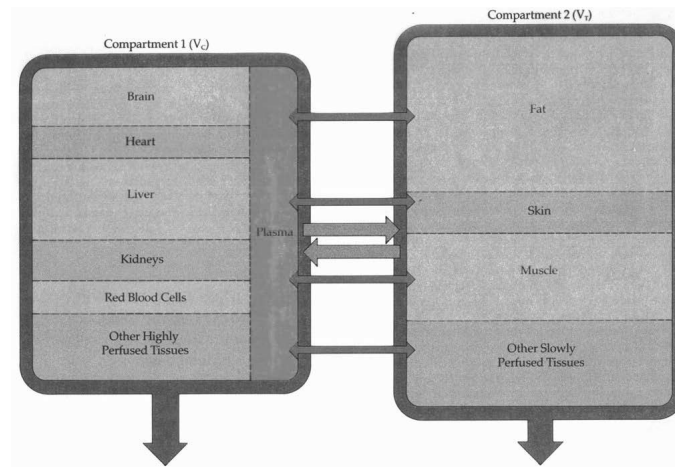 Compartment 1 (V_C)
Brain
Heart
Liver
Kidneys
Red Blood Cells
Other Highly
Perfused Tissues
Plasma
Compartment 2 (V_T)
Fat
Skin
Muscle
Other Slowly
Perfused Tissues